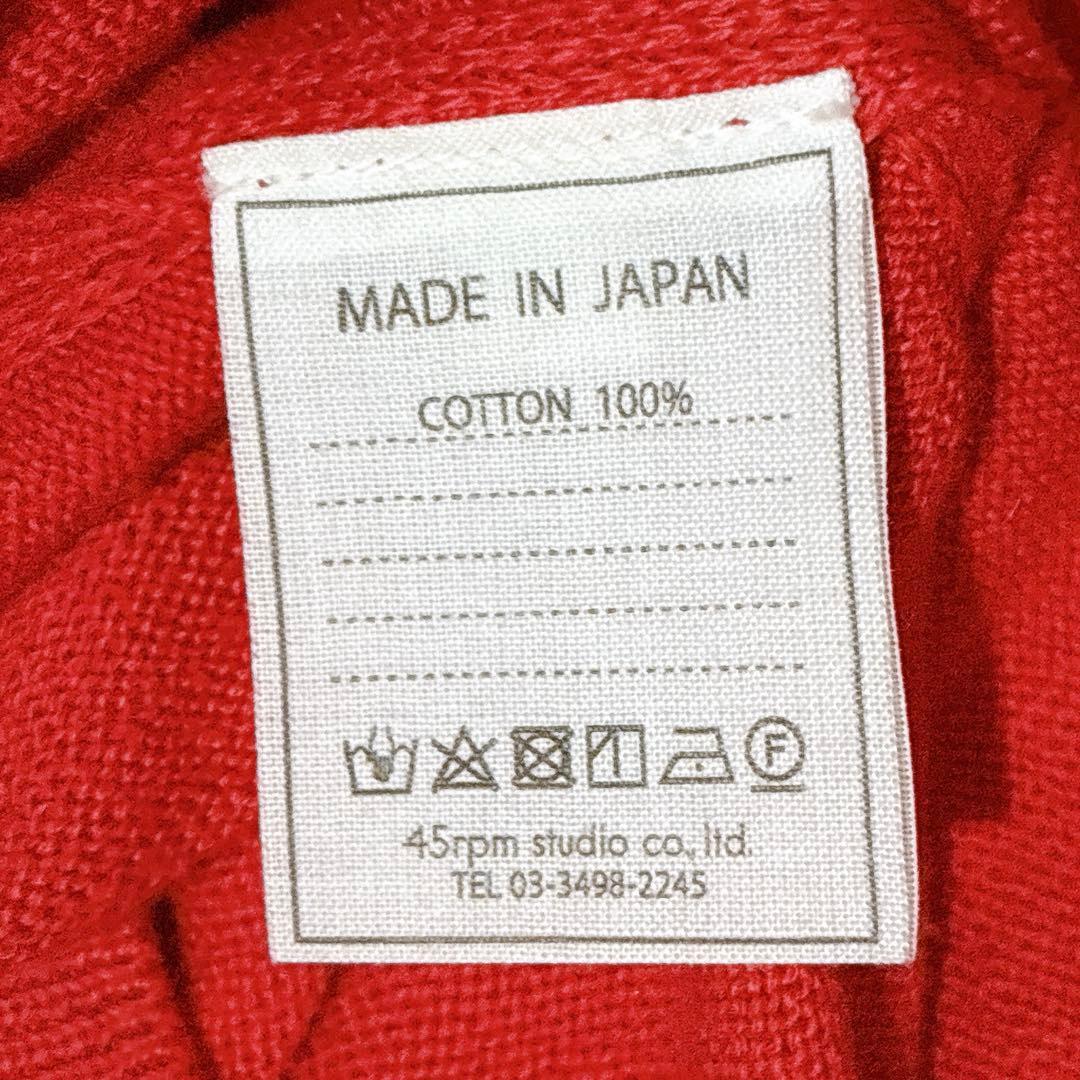 MADE IN JAPAN
COTTON 100%
F
45rpm studio co., ltd.
TEL 03-3498-2245